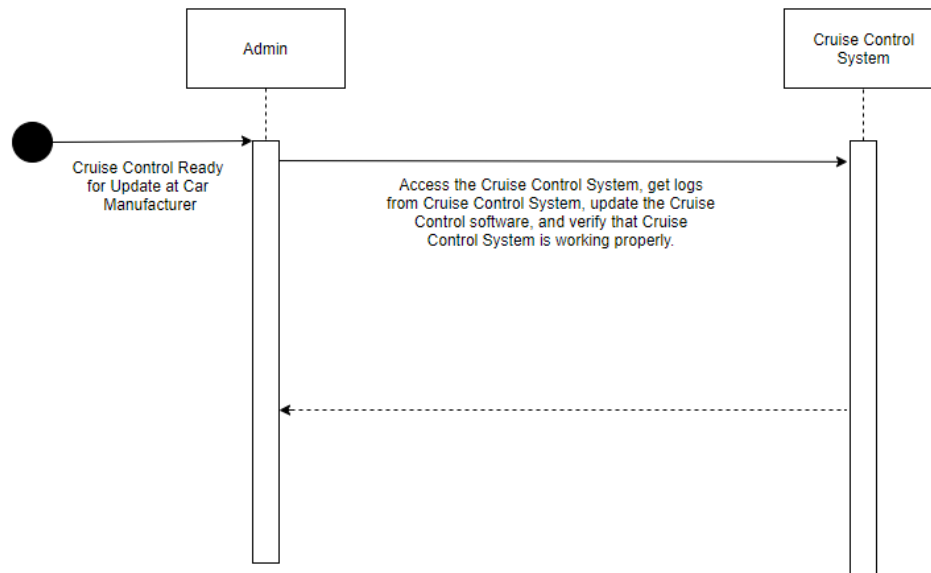 Admin
Cruise Control
System
Cruise Control Ready
for Update at Car
Manufacturer
Access the Cruise Control System, get logs
from Cruise Control System, update the Cruise
Control software, and verify that Cruise
Control System is working properly.